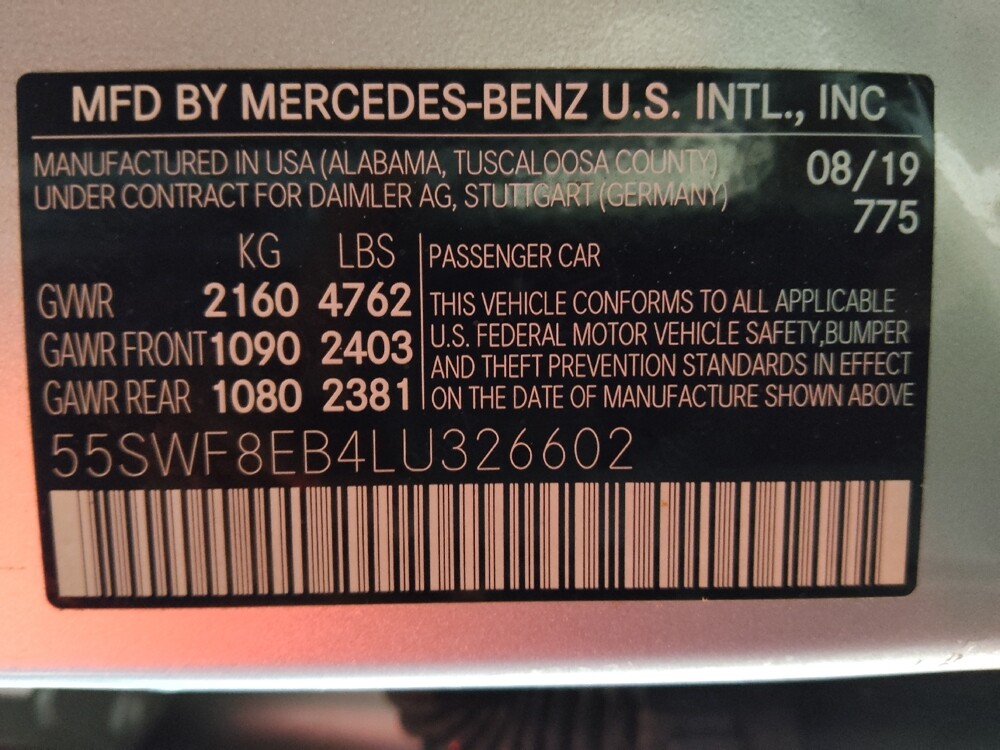 MFD BY MERCEDES-BENZ U.S. INTL., INC
MANUFACTURED IN USA (ALABAMA, TUSCALOOSA COUNTY)
UNDER CONTRACT FOR DAIMLER AG, STUTTGART (GERMANY)
08/19
775
KG LBS
GVWR 2160 4762
GAWR FRONT 1090 2403
GAWR REAR 1080 2381
PASSENGER CAR
THIS VEHICLE CONFORMS TO ALL APPLICABLE
U.S. FEDERAL MOTOR VEHICLE SAFETY,BUMPER
AND THEFT PREVENTION STANDARDS IN EFFECT
ON THE DATE OF MANUFACTURE SHOWN ABOVE
55SWF8EB4LU326602